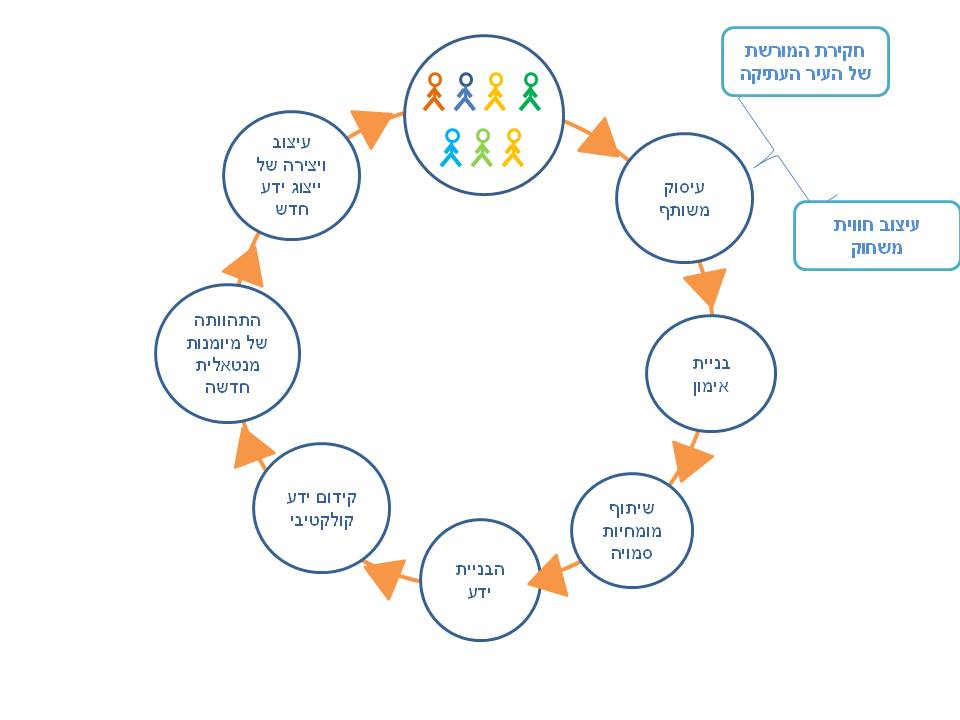 חקירת המורשת
של העיר העתיקה
עיצוב חווית
משחוק
עיסוק
משותף
בניית
אימון
שיתוף
מומחיות
סמויה
הבניית
ידע
קידום ידע
קולקטיבי
התהוותה
של מיומנות
מנטאלית
חדשה
עיצוב
ויצירה של
ייצוג ידע
חדש